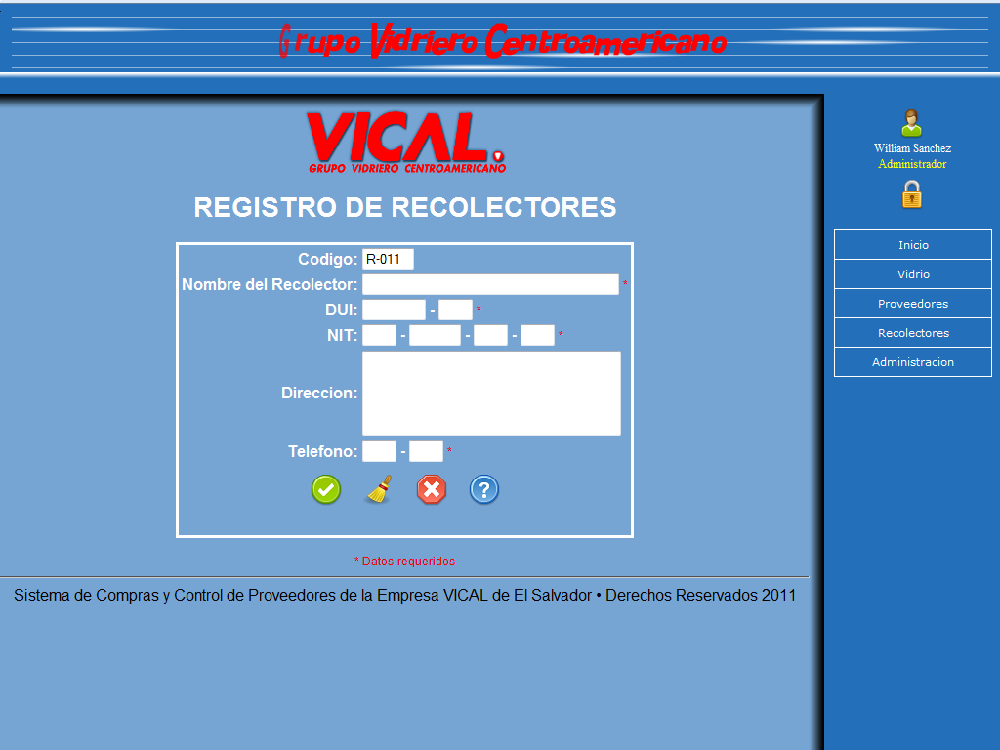 Grupo Vidriero Centroamericano
VICAL.
GRUPO VIDRIERO CENTROAMERICANO
REGISTRO DE RECOLECTORES
Codigo: R-011
Nombre del Recolector: *
DUI: - *
NIT: - - - *
Direccion:
Telefono: - *
?
* Datos requeridos
Sistema de Compras y Control de Proveedores de la Empresa VICAL de El Salvador • Derechos Reservados 2011
William Sanchez
Administrador
Inicio
Vidrio
Proveedores
Recolectores
Administracion